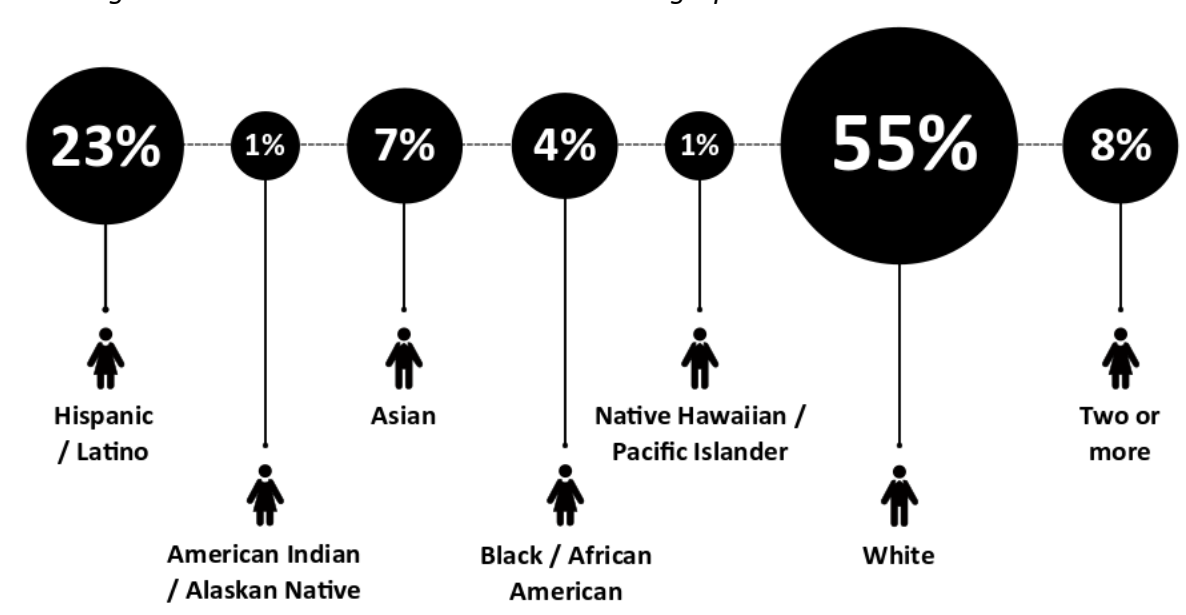 23%
1%
7%
4%
1%
55%
8%
Hispanic
/ Latino
American Indian
/ Alaskan Native
Asian
Black / African
American
Native Hawaiian /
Pacific Islander
White
Two or
more